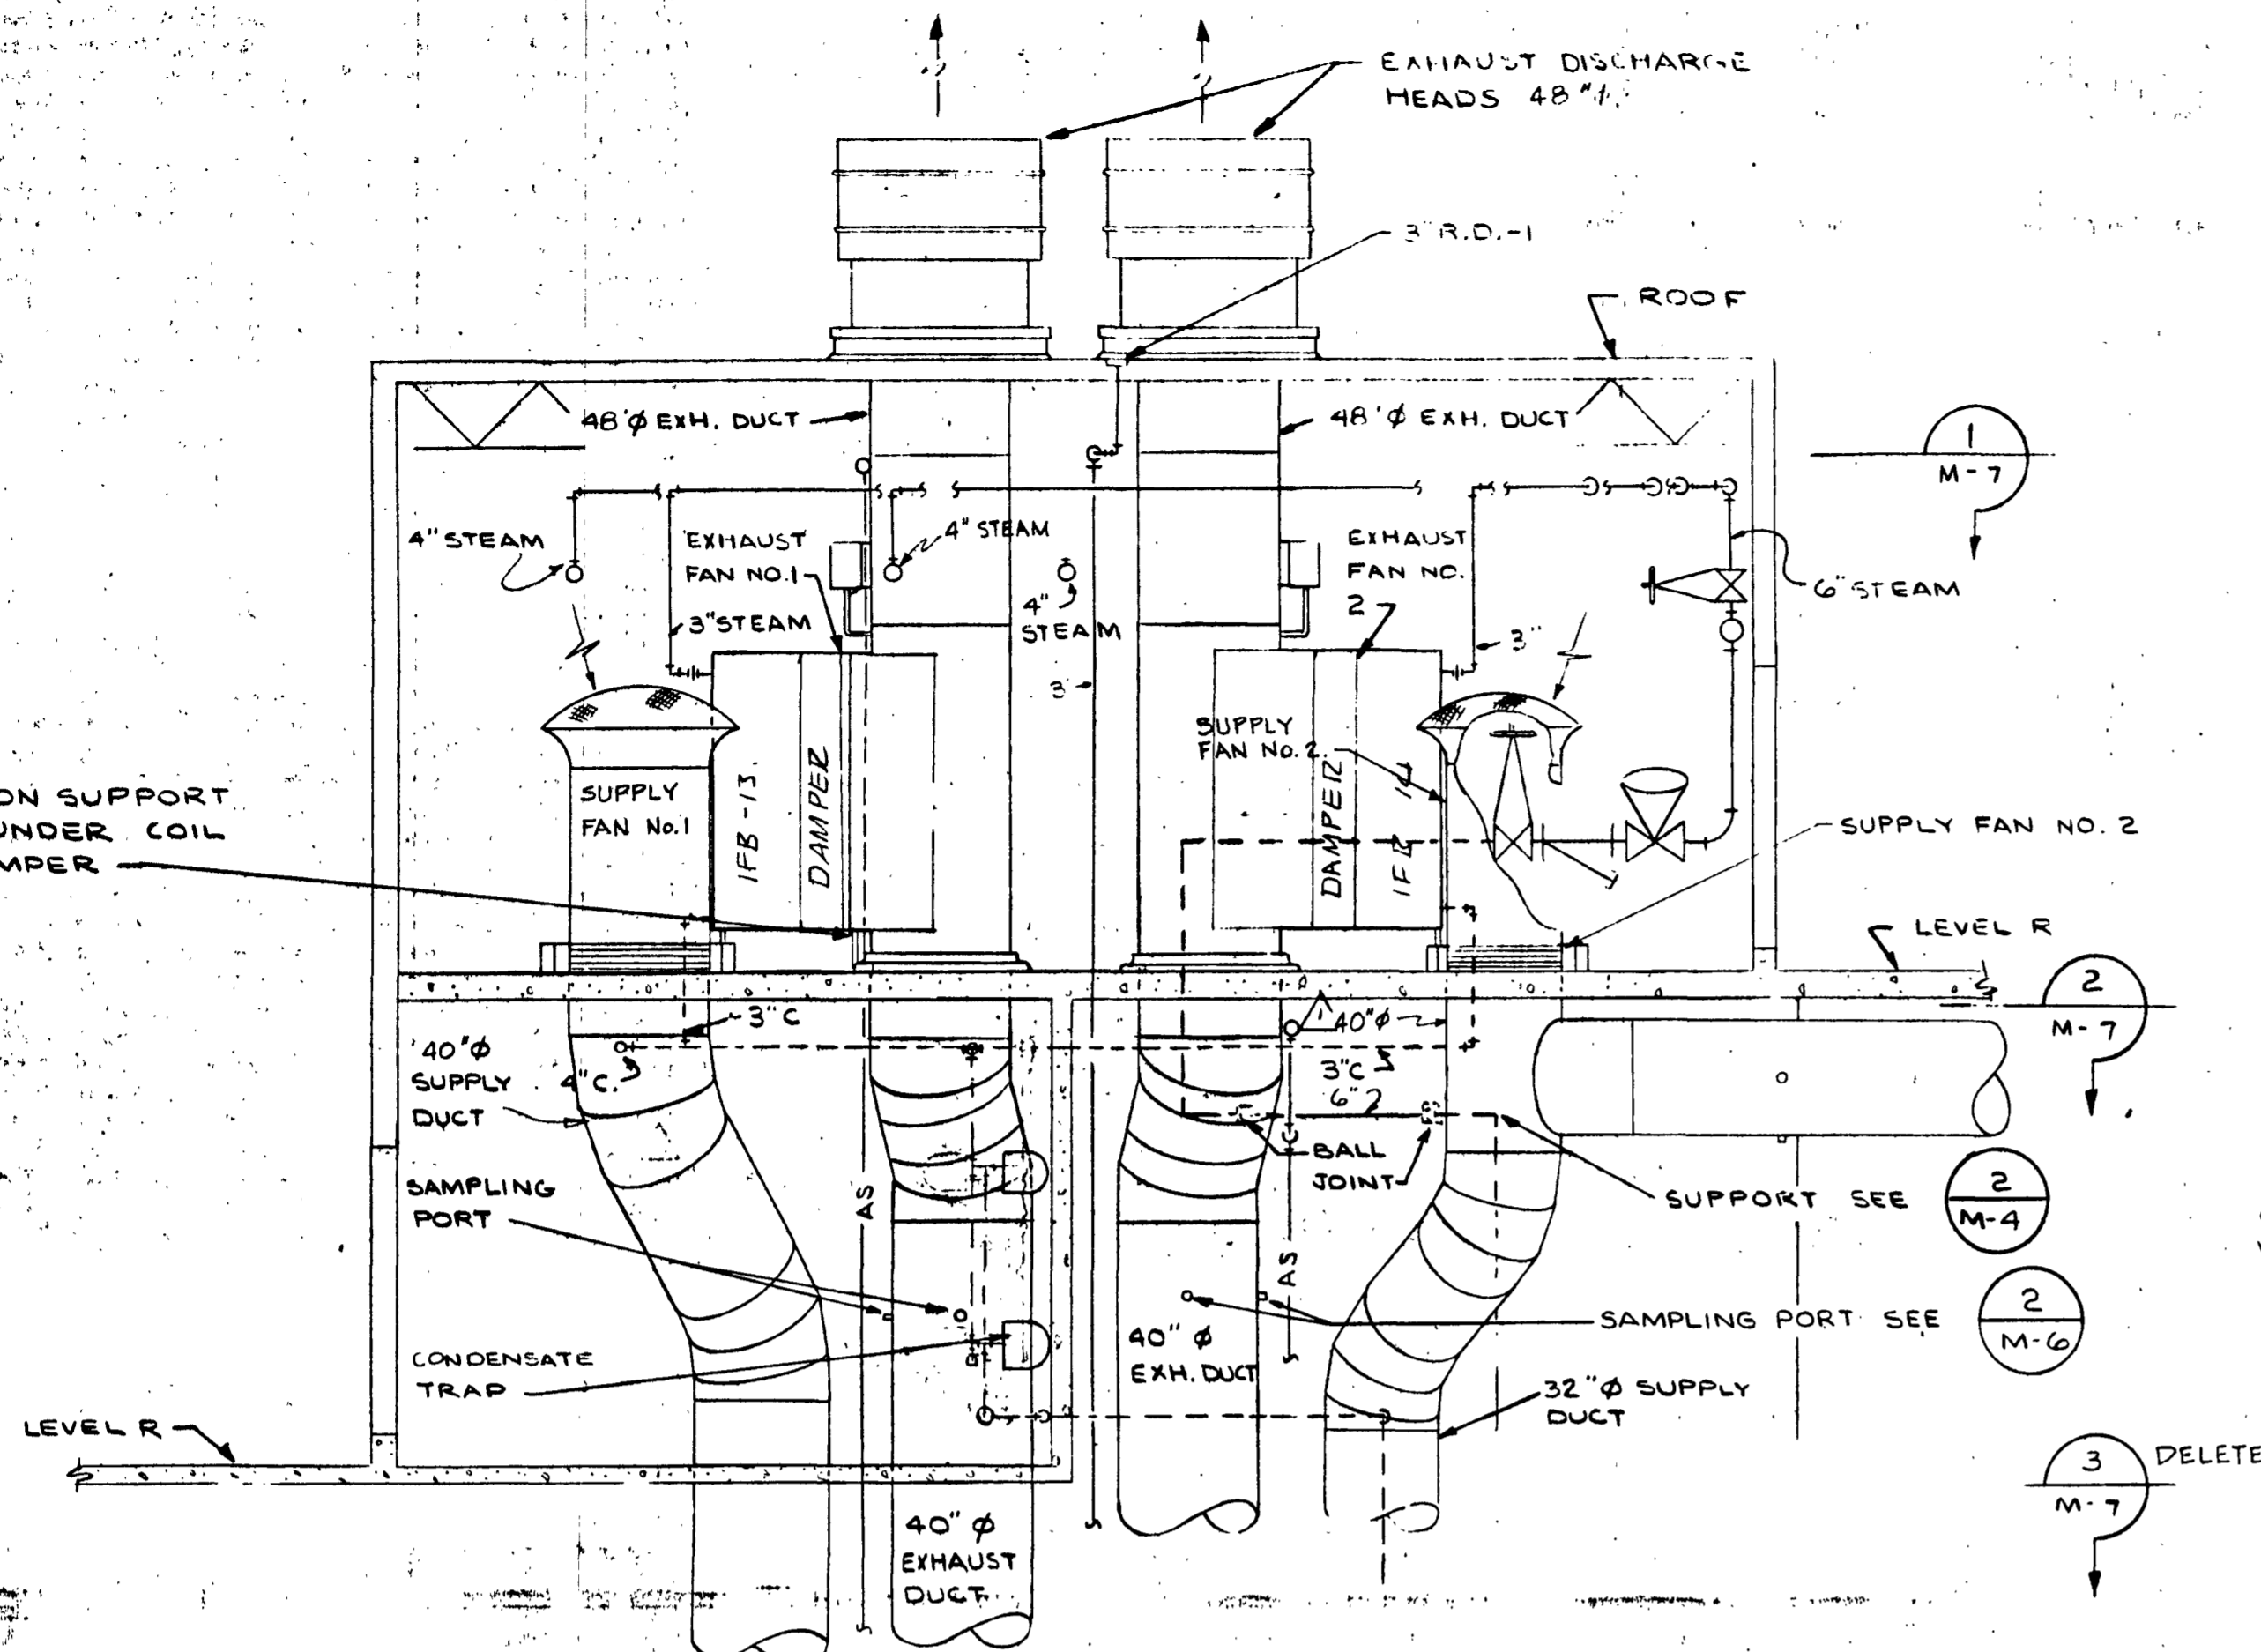 EXHAUST DISCHARGE
HEADS 48"ø
3" R.D.-1
ROOF
48'ø EXH. DUCT
48'ø EXH. DUCT
1
M-7
4" STEAM
EXHAUST
FAN NO.1
4" STEAM
EXHAUST
FAN NO.
2
6" STEAM
3" STEAM
4"
STEAM
3"
3"
SUPPLY
FAN NO. 2.
ON SUPPORT
UNDER COIL
MPER
SUPPLY
FAN No.1
IFB-13.
DAMPER
DAMPER
SUPPLY FAN NO. 2
LEVEL R
2
M-7
3"C
40"ø
SUPPLY
DUCT
4"C.
1
40"ø
3"C
6"
BALL
JOINT
SAMPLING
PORT
AS
AS
SUPPORT SEE
2
M-4
SAMPLING PORT SEE
2
M-6
40" ø
EXH. DUCT
CONDENSATE
TRAP
32"ø SUPPLY
DUCT
LEVEL R
3
M-7
DELETE
40" ø
EXHAUST
DUCT